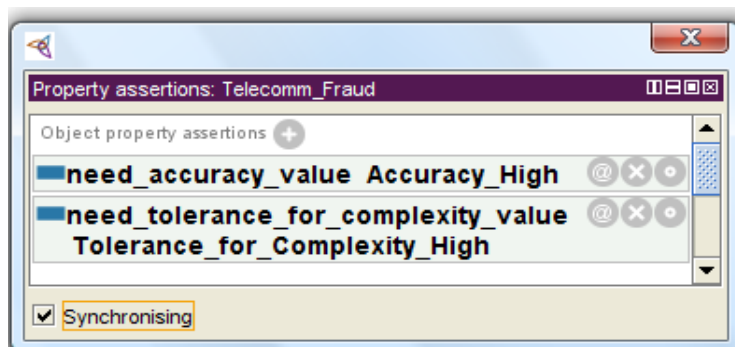 Property assertions: Telecomm_Fraud
Object property assertions
need_accuracy_value Accuracy_High
need_tolerance_for_complexity_value
Tolerance_for_Complexity_High
Synchronising